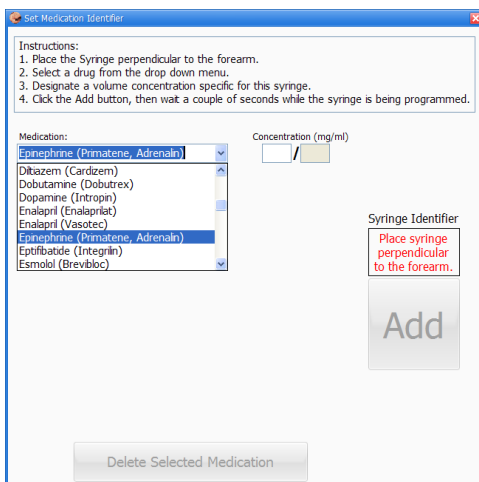 Set Medication Identifier
Instructions:
1. Place the Syringe perpendicular to the forearm.
2. Select a drug from the drop down menu.
3. Designate a volume concentration specific for this syringe.
4. Click the Add button, then wait a couple of seconds while the syringe is being programmed.
Medication:
Concentration (mg/ml)
Epinephrine (Primatene, Adrenalin)
/
Diltiazem (Cardizem)
Dobutamine (Dobutrex)
Dopamine (Intropin)
Enalapril (Enalaprilat)
Enalapril (Vasotec)
Epinephrine (Primatene, Adrenalin)
Eptifibatide (Integrilin)
Esmolol (Brevibloc)
Syringe Identifier
Place syringe
perpendicular
to the forearm.
Add
Delete Selected Medication